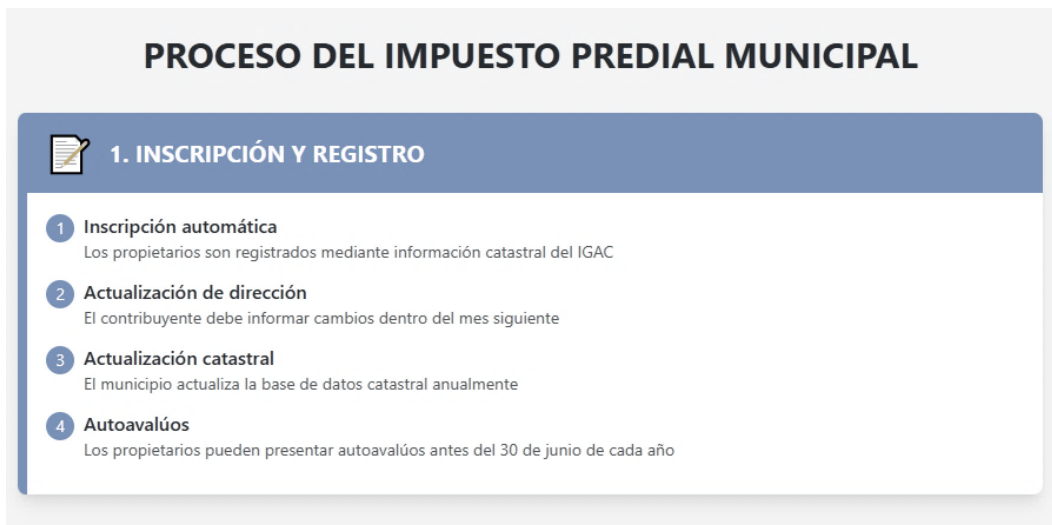 PROCESO DEL IMPUESTO PREDIAL MUNICIPAL
1. INSCRIPCIÓN Y REGISTRO
1 Inscripción automática
Los propietarios son registrados mediante información catastral del IGAC
2 Actualización de dirección
El contribuyente debe informar cambios dentro del mes siguiente
3 Actualización catastral
El municipio actualiza la base de datos catastral anualmente
4 Autoavalúos
Los propietarios pueden presentar autoavalúos antes del 30 de junio de cada año